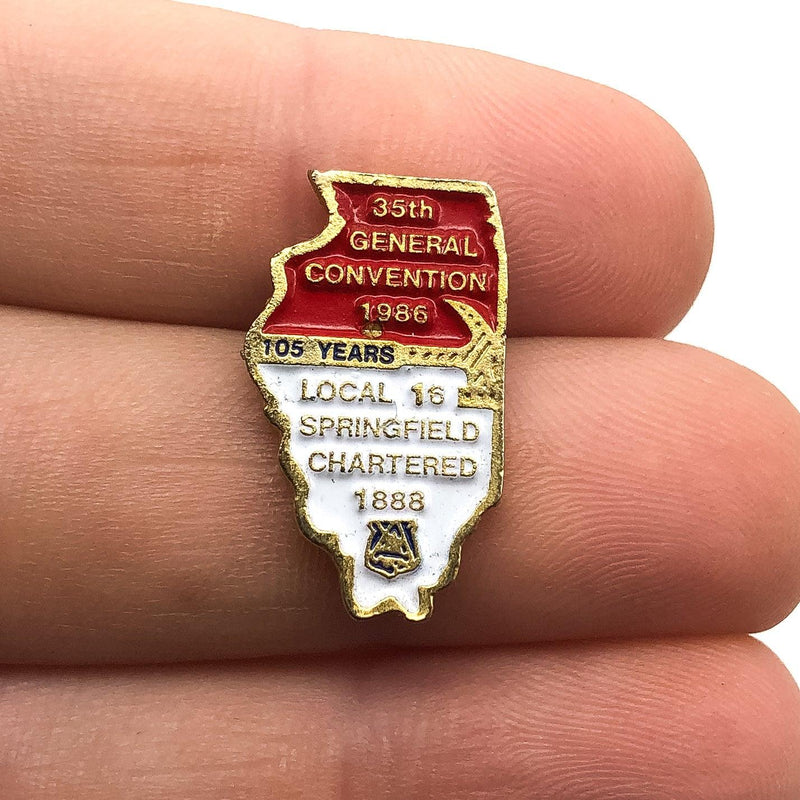 35th
GENERAL
CONVENTION
1986
105 YEARS
LOCAL 16
SPRINGFIELD
CHARTERED
1888